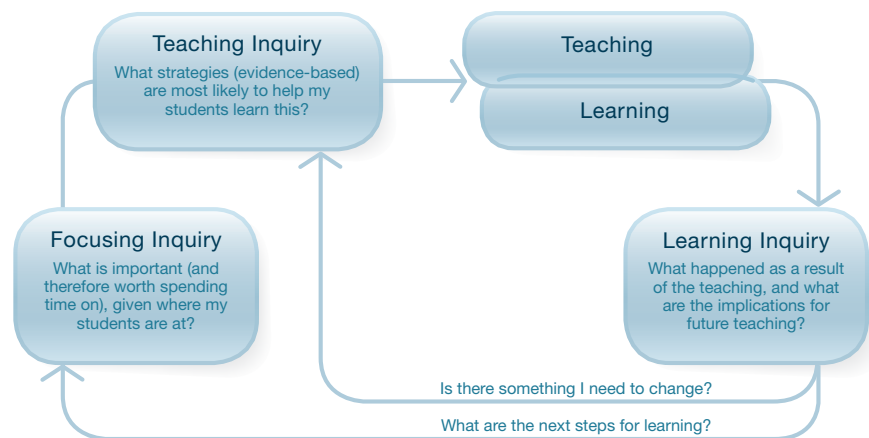 Teaching Inquiry
What strategies (evidence-based)
are most likely to help my
students learn this?
Teaching
Learning
Focusing Inquiry
What is important (and
therefore worth spending
time on), given where my
students are at?
Learning Inquiry
What happened as a result
of the teaching, and what
are the implications for
future teaching?
Is there something I need to change?
What are the next steps for learning?